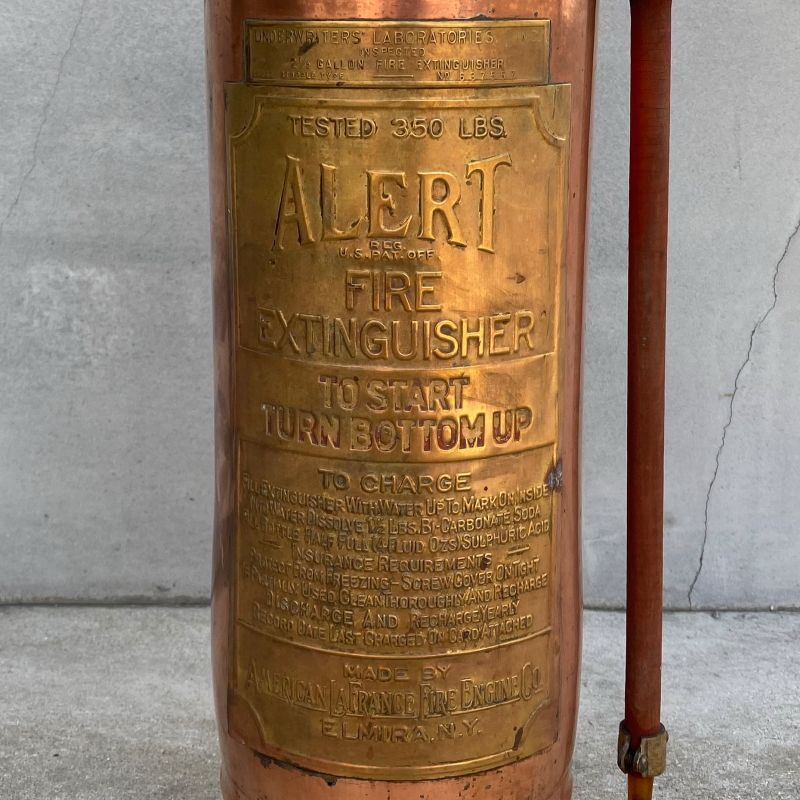 UNDERWRITERS' LABORATORIES.
INSPECTED
2½ GALLON FIRE EXTINGUISHER
TYPE NO.
TESTED 350 LBS.
ALERT
REG.
U.S. PAT. OFF.
FIRE
EXTINGUISHER
TO START
TURN BOTTOM UP
TO CHARGE
FILL EXTINGUISHER WITH WATER UP TO MARK ON INSIDE
INTO WATER DISSOLVE 1½ LBS. BI-CARBONATE SODA
FILL BOTTLE HALF FULL (4 FLUID OZS) SULPHURIC ACID
INSURANCE REQUIREMENTS
PROTECT FROM FREEZING - SCREW COVER ON TIGHT
IF PARTIALLY USED CLEAN THOROUGHLY AND RECHARGE
DISCHARGE AND RECHARGE YEARLY
RECORD DATE LAST CHARGED ON CARD ATTACHED
MADE BY
AMERICAN LAFRANCE FIRE ENGINE CO.
ELMIRA, N.Y.